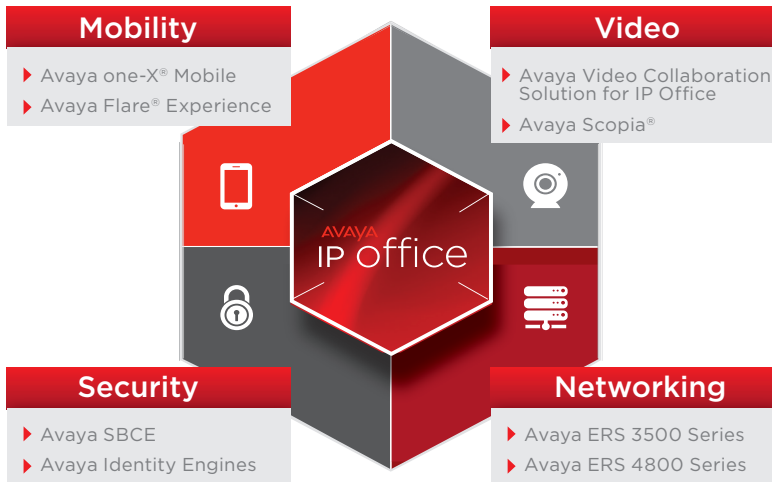 Mobility
Avaya one-X® Mobile
Avaya Flare® Experience
Video
Avaya Video Collaboration
Solution for IP Office
Avaya Scopia®
AVAYA
IP office
Security
Avaya SBCE
Avaya Identity Engines
Networking
Avaya ERS 3500 Series
Avaya ERS 4800 Series